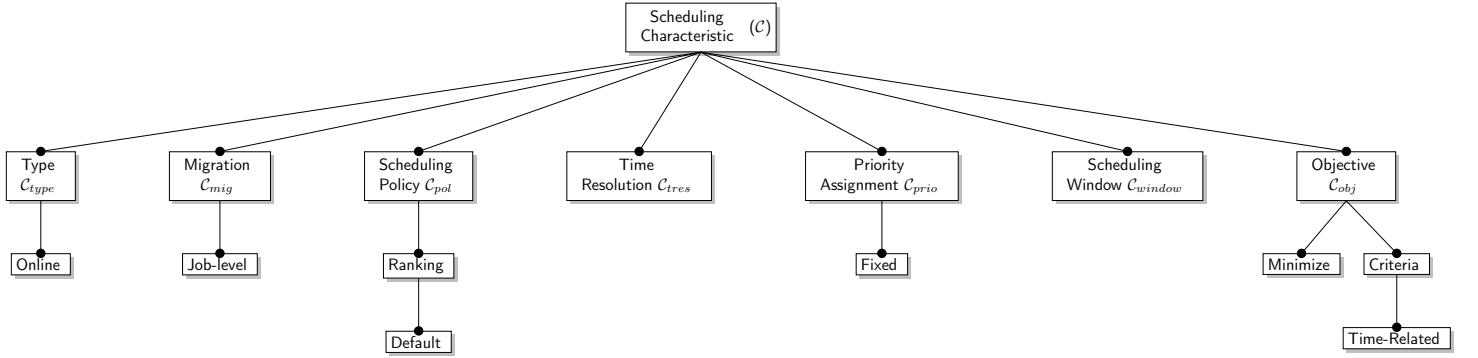 Scheduling
Characteristic (𝒞)
Type
𝒞type
Migration
𝒞mig
Scheduling
Policy 𝒞pol
Time
Resolution 𝒞tres
Priority
Assignment 𝒞prio
Scheduling
Window 𝒞window
Objective
𝒞obj
Online
Job-level
Ranking
Fixed
Minimize
Criteria
Default
Time-Related